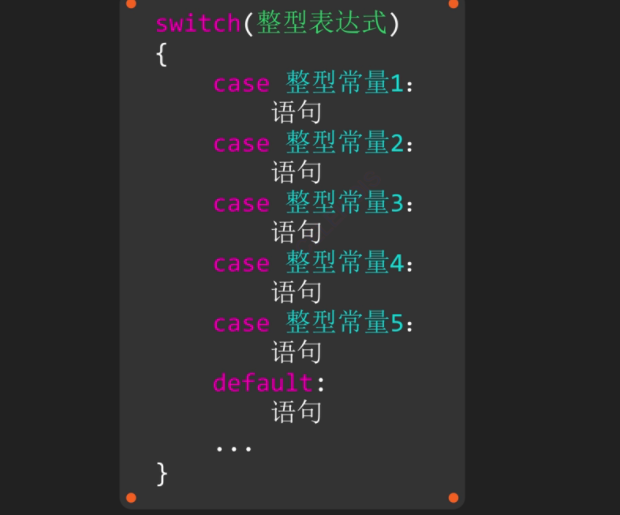 switch(整型表达式)
{
case 整型常量1:
语句
case 整型常量2:
语句
case 整型常量3:
语句
case 整型常量4:
语句
case 整型常量5:
语句
default:
语句
...
}